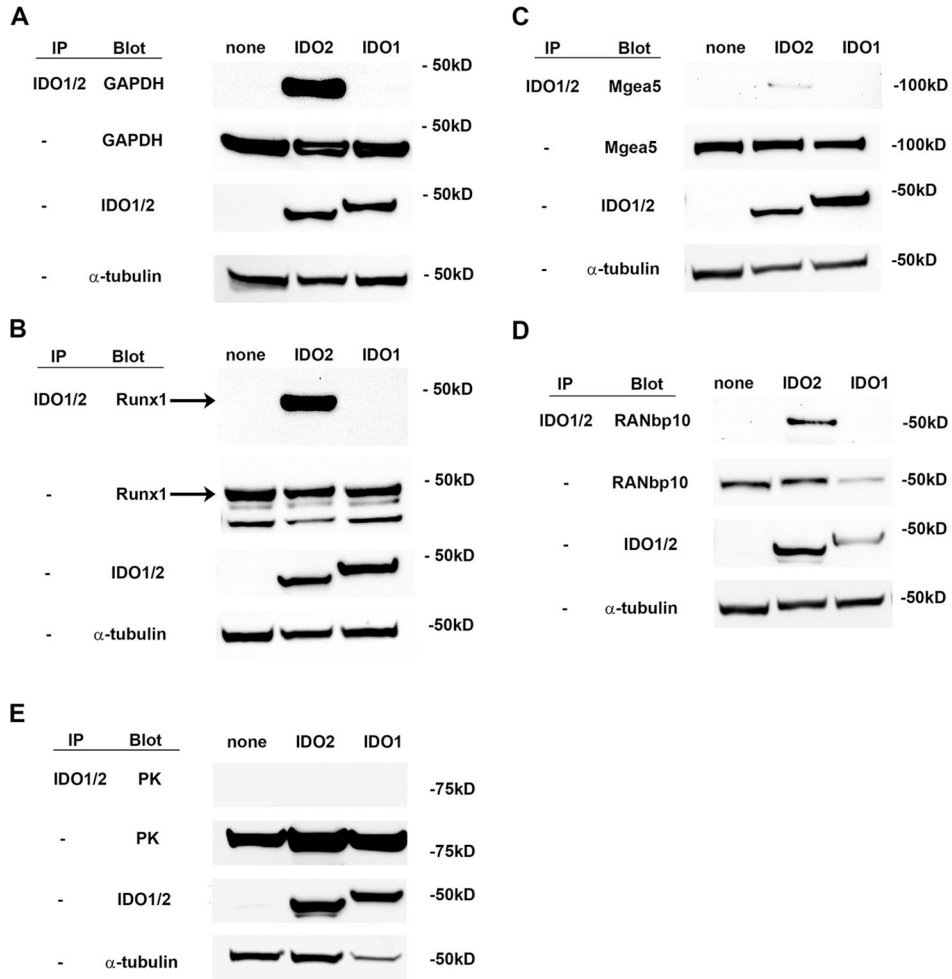 A
IP Blot none IDO2 IDO1
- 50kD
IDO1/2 GAPDH
- 50kD
- GAPDH
- 50kD
- IDO1/2
- α-tubulin - 50kD
B
IP Blot none IDO2 IDO1
- 50kD
IDO1/2 Runx1
- 50kD
- Runx1
- 50kD
- IDO1/2
- α-tubulin -50kD
C
IP Blot none IDO2 IDO1
IDO1/2 Mgea5 -100kD
- Mgea5 -100kD
-50kD
- IDO1/2
- α-tubulin -50kD
D
IP Blot none IDO2 IDO1
IDO1/2 RANbp10 -50kD
- RANbp10 -50kD
-50kD
- IDO1/2
- α-tubulin -50kD
E
IP Blot none IDO2 IDO1
IDO1/2 PK -75kD
- PK -75kD
- IDO1/2 -50kD
- α-tubulin -50kD